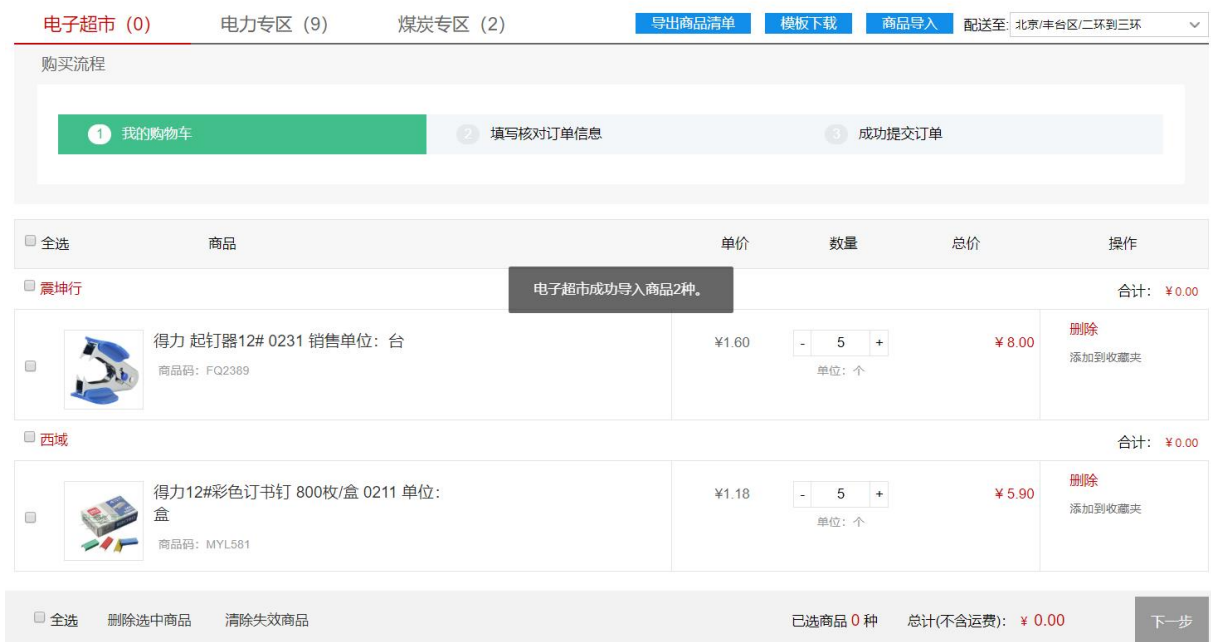 电子超市（0） 电力专区（9） 煤炭专区（2） 导出商品清单 模板下载 商品导入 配送至: 北京/丰台区/二环到三环
购买流程
1 我的购物车 2 填写核对订单信息 3 成功提交订单
全选 商品 单价 数量 总价 操作
震坤行 合计： ¥0.00
电子超市成功导入商品2种。
得力 起钉器12# 0231 销售单位：台 ¥1.60 - 5 + ¥8.00 删除
商品码：FQ2389 单位：个 添加到收藏夹
西域 合计： ¥0.00
得力12#彩色订书钉 800枚/盒 0211 单位： ¥1.18 - 5 + ¥5.90 删除
盒 单位：个 添加到收藏夹
商品码：MYL581
全选 删除选中商品 清除失效商品 已选商品 0 种 总计(不含运费)： ¥ 0.00 下一步